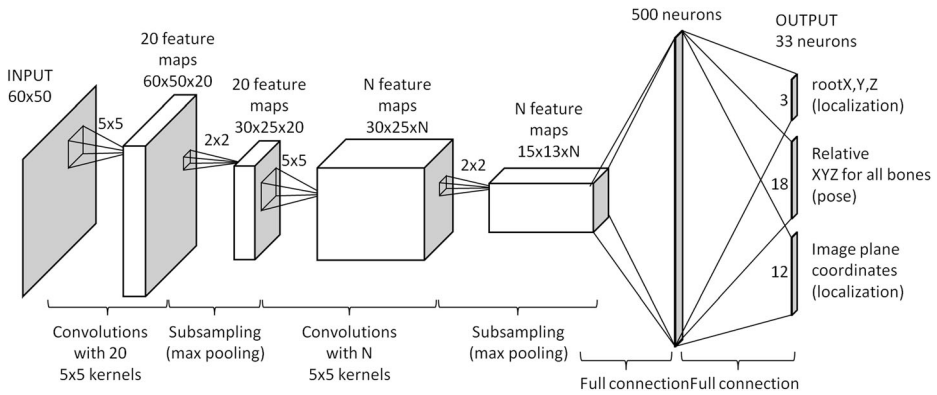 INPUT
60x50
5x5
20 feature
maps
60x50x20
2x2
20 feature
maps
30x25x20
5x5
N feature
maps
30x25xN
2x2
N feature
maps
15x13xN
500 neurons
OUTPUT
33 neurons
3
rootX,Y,Z
(localization)
18
Relative
XYZ for all bones
(pose)
12
Image plane
coordinates
(localization)
Convolutions
with 20
5x5 kernels
Subsampling
(max pooling)
Convolutions
with N
5x5 kernels
Subsampling
(max pooling)
Full connection
Full connection